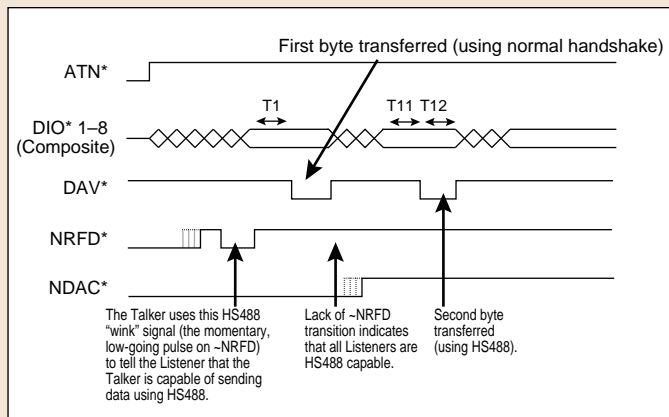 First byte transferred (using normal handshake)
ATN*
T1
T11
T12
DIO* 1–8
(Composite)
DAV*
NRFD*
NDAC*
The Talker uses this HS488
“wink” signal (the momentary,
low-going pulse on ~NRFD)
to tell the Listener that the
Talker is capable of sending
data using HS488.
Lack of ~NRFD
transition indicates
that all Listeners are
HS488 capable.
Second byte
transferred
(using HS488).